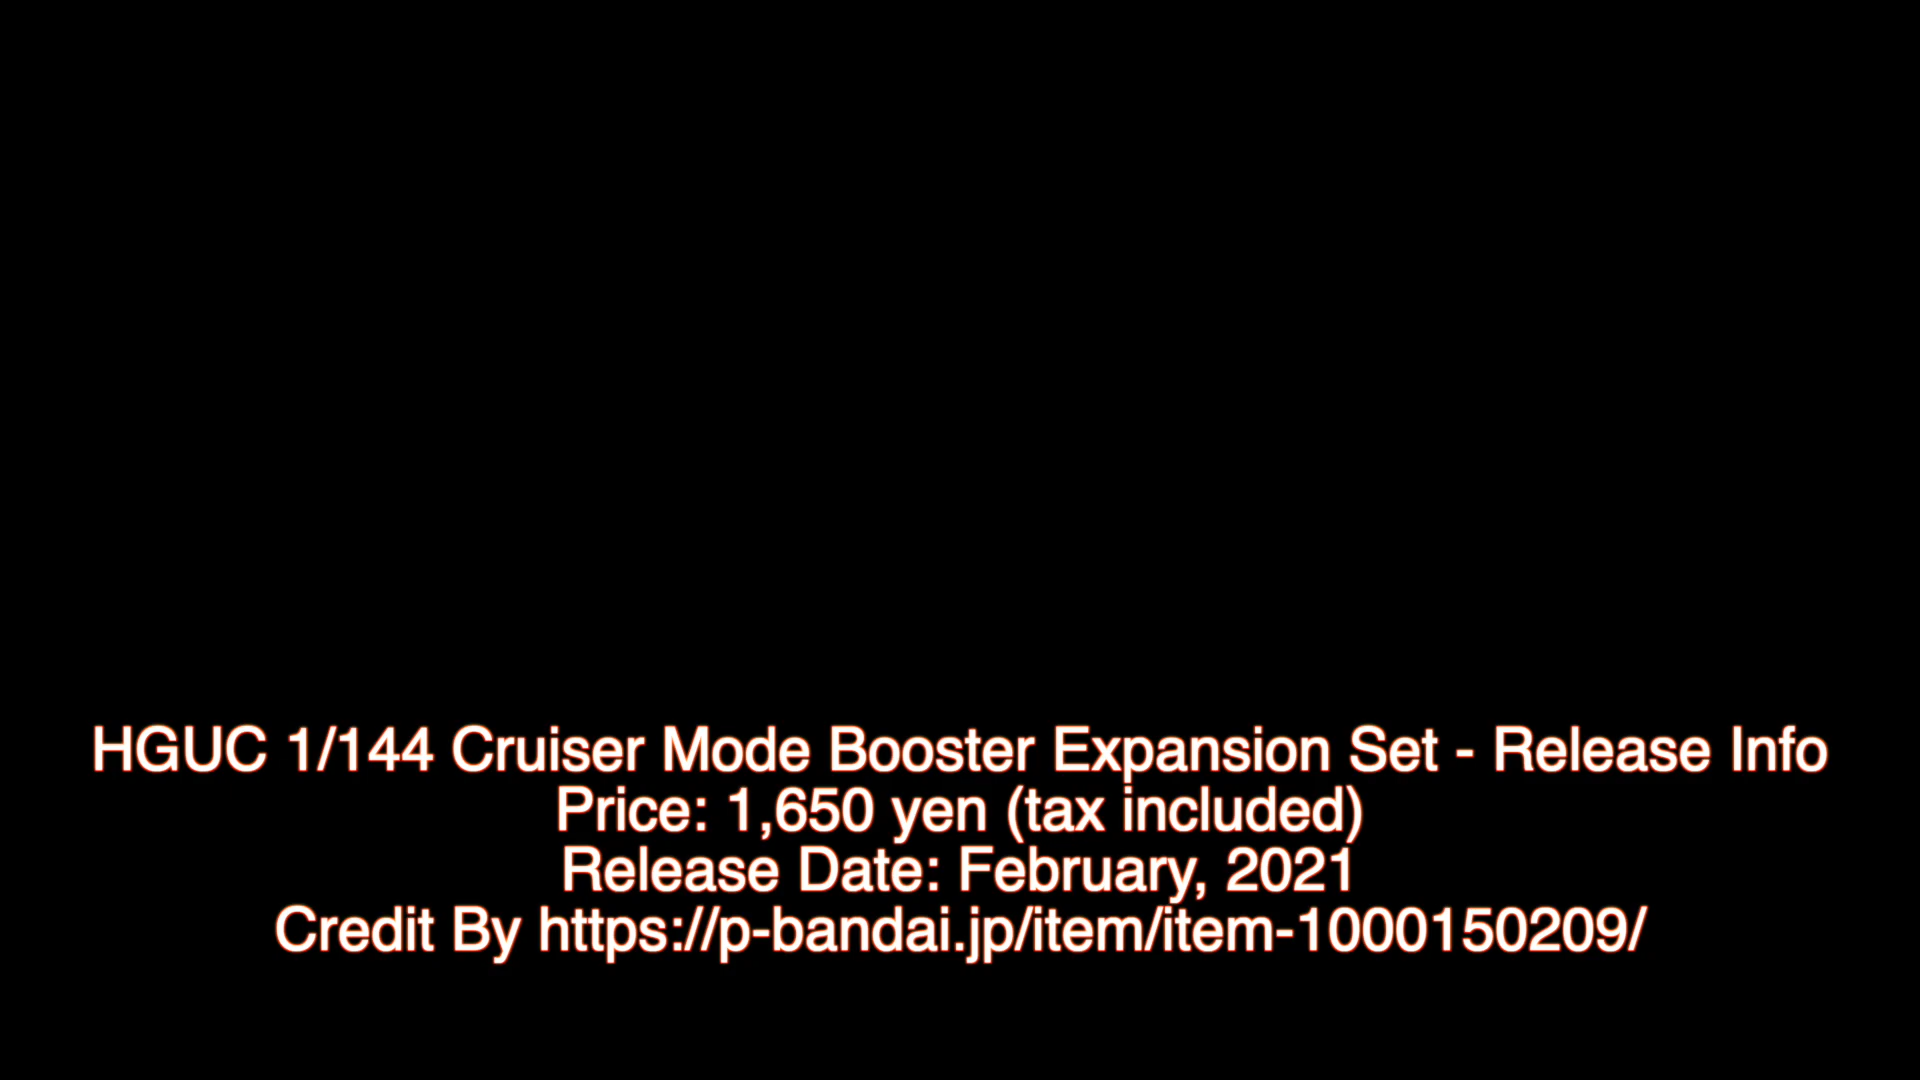 HGUC 1/144 Cruiser Mode Booster Expansion Set - Release Info
Price: 1,650 yen (tax included)
Release Date: February, 2021
Credit By https://p-bandai.jp/item/item-1000150209/